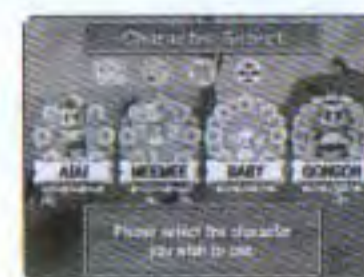 Character Select
AIAI MEEMEE BABY GONGON
Please select the character
you wish to use.